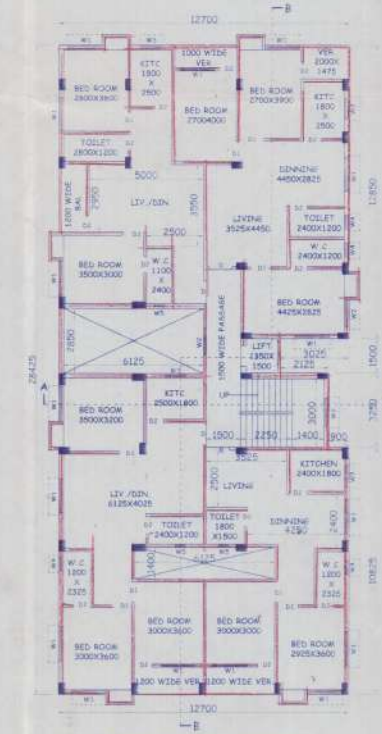 B
12700
W1
1000 WIDE
VER
VER
2000X
1475
BED ROOM
2800X3600
KITC
1800
X
2500
BED ROOM
27004000
BED ROOM
2700X3900
KITC
1800
X
2500
TOILET
2800X1200
DINNING
4450X2825
12850
5000
1200 WIDE
BAL
2950
LIV./DIN.
3550
2500
LIVING
3525X4450
TOILET
2400X1200
W.C
2400X1200
BED ROOM
3500X3000
W.C
1100
X
2400
BED ROOM
4425X2825
1500 WIDE PASSAGE
2850
6125
LIFT
1350X
1500
3025
2125
1500
28425
A
UP
BED ROOM
3500X3200
KITC
2500X1800
3000
3250
1500
2250
1400
900
3525
KITCHEN
2400X1800
2500
LIVING
LIV./DIN.
6125X4025
TOILET
2400X1200
TOILET
1800
X1500
DINNING
4250
2400
1400
W.C
1200
X
2325
W.C
1200
X
2325
10825
BED ROOM
3000X3600
BED ROOM
3000X3600
BED ROOM
3000X3000
BED ROOM
2925X3600
1200 WIDE VER
1200 WIDE VER
W1
12700
B